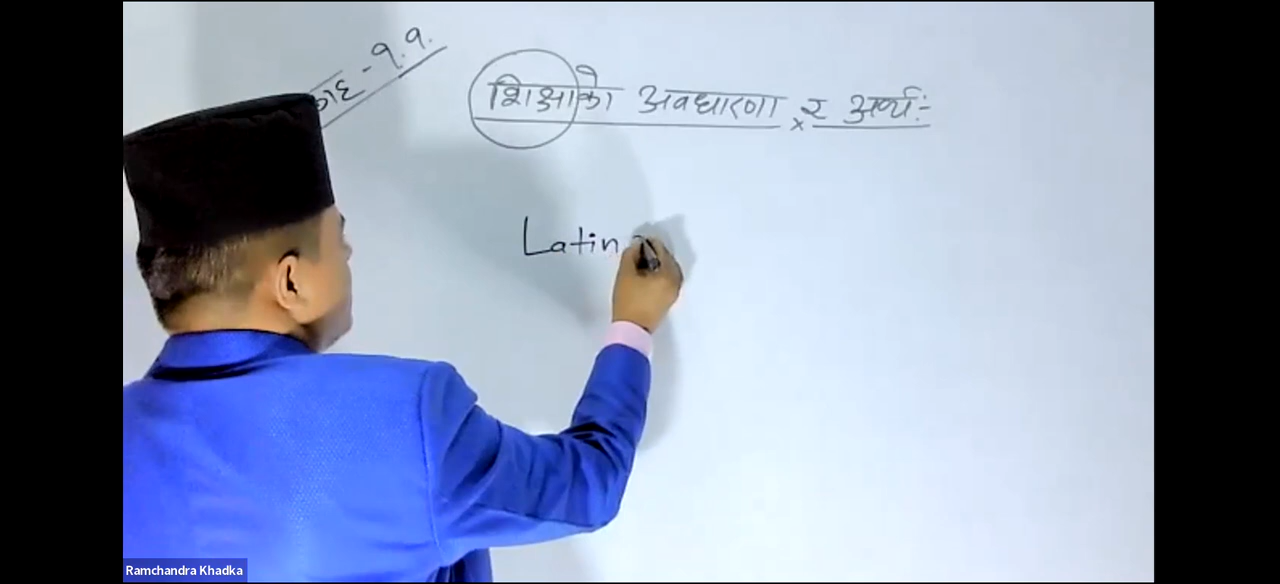 - १.१.
शिक्षाको अवधारणा र अर्थ :-
Latin
Ramchandra Khadka